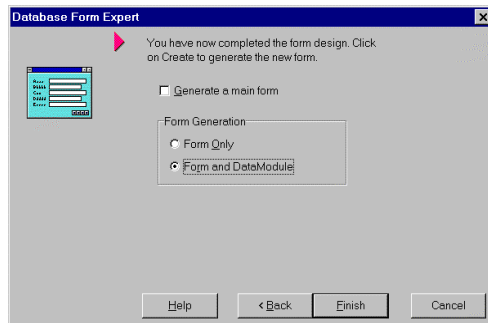 Database Form Expert
You have now completed the form design. Click
on Create to generate the new form.
Generate a main form
Form Generation
Form Only
Form and DataModule
Help
< Back
Finish
Cancel